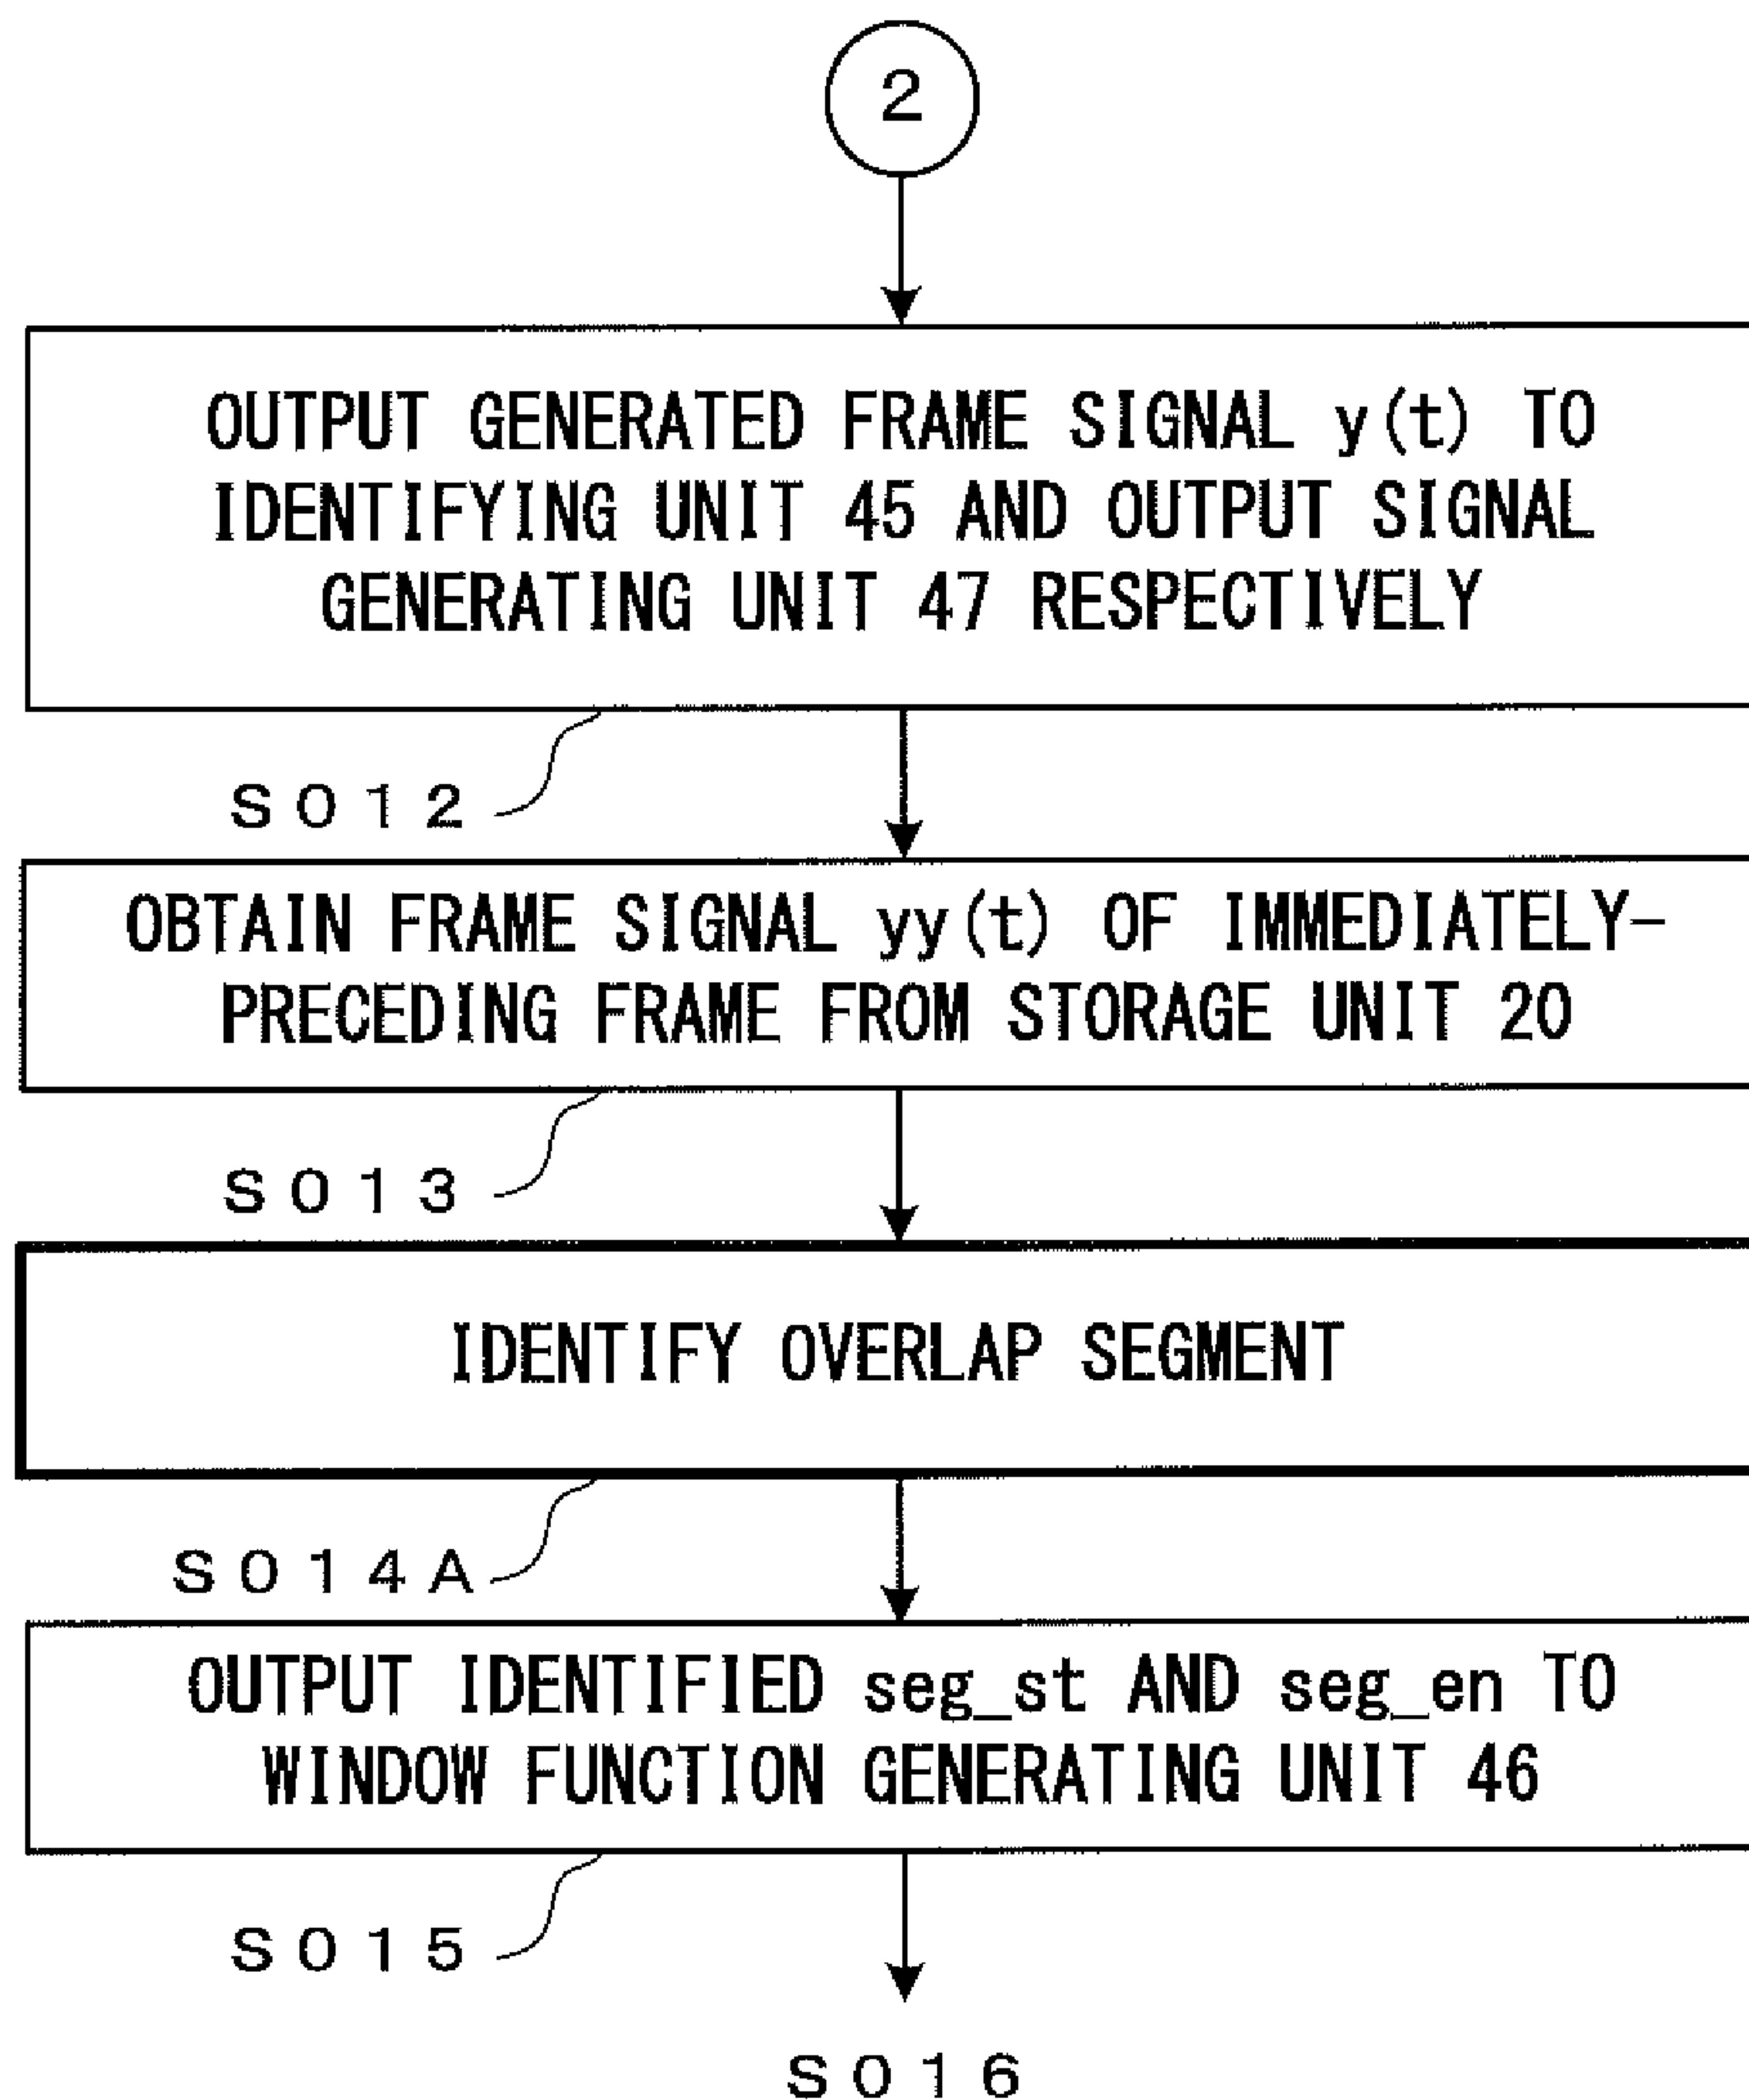 2
OUTPUT GENERATED FRAME SIGNAL y(t) TO
IDENTIFYING UNIT 45 AND OUTPUT SIGNAL
GENERATING UNIT 47 RESPECTIVELY
S012
OBTAIN FRAME SIGNAL yy(t) OF IMMEDIATELY-
PRECEDING FRAME FROM STORAGE UNIT 20
S013
IDENTIFY OVERLAP SEGMENT
S014A
OUTPUT IDENTIFIED seg_st AND seg_en TO
WINDOW FUNCTION GENERATING UNIT 46
S015
S016